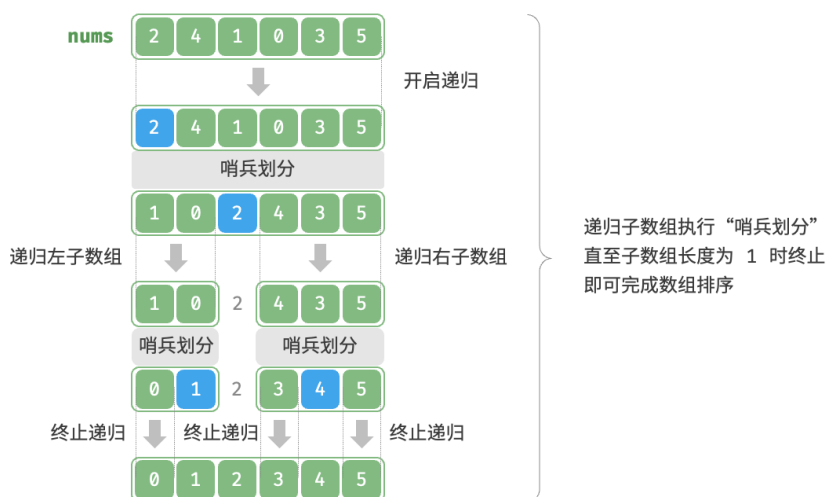 nums 2 4 1 0 3 5
开启递归
2 4 1 0 3 5
哨兵划分
1 0 2 4 3 5
递归左子数组 递归右子数组
1 0 2 4 3 5
哨兵划分 哨兵划分
0 1 2 3 4 5
终止递归 终止递归 终止递归
0 1 2 3 4 5
递归子数组执行“哨兵划分”
直至子数组长度为 1 时终止
即可完成数组排序